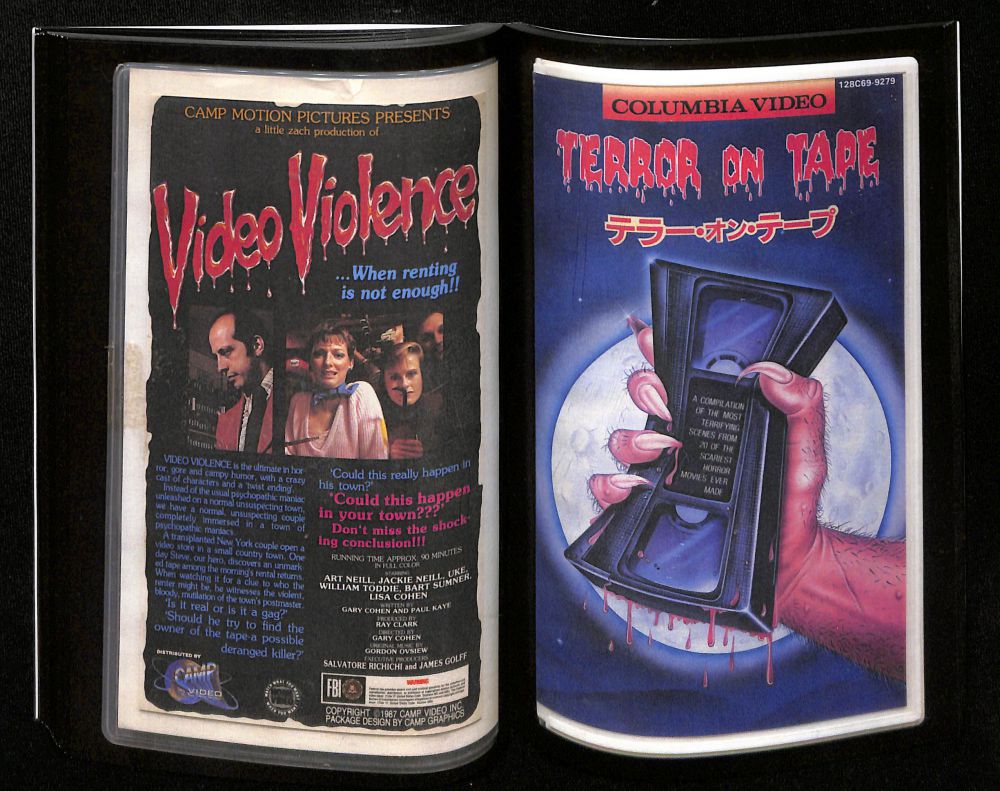 CAMP MOTION PICTURES PRESENTS
a little zach production of
Video Violence
...When renting
is not enough!!
VIDEO VIOLENCE is the ultimate in hor-
ror, gore and campy humor, with a crazy
cast of characters and a 'twist ending'.
Instead of the usual psychopathic maniac
unleashed on a normal unsuspecting town,
we have a normal, unsuspecting couple
completely immersed in a town of
psychopathic maniacs.
A transplanted New York couple open a
video store in a small country town. One
day Steve, our hero, discovers an unmark
ed tape among the morning's rental returns.
When watching it for a clue to who the
renter might be, he witnesses the violent,
bloody, mutilation of the town's postmaster.
'Is it real or is it a gag?'
'Should he try to find the
owner of the tape-a possible
deranged killer?'
DISTRIBUTED BY
CAMP
VIDEO
'Could this really happen in
his town?'
'Could this happen
in your town???'
Don't miss the shock-
ing conclusion!!!
RUNNING TIME APPROX. 90 MINUTES
IN FULL COLOR
STARRING
ART NEILL, JACKIE NEILL, UKE,
WILLIAM TODDIE, BART SUMNER,
LISA COHEN
WRITTEN BY
GARY COHEN AND PAUL KAYE
PRODUCED BY
RAY CLARK
DIRECTED BY
GARY COHEN
ORIGINAL MUSIC BY
GORDON OVSIEW
EXECUTIVE PRODUCERS
SALVATORE RICHICHI and JAMES GOLFF
FBI
WARNING
COPYRIGHT ©1987 CAMP VIDEO INC.
PACKAGE DESIGN BY CAMP GRAPHICS
128C69-9279
COLUMBIA VIDEO
TERROR ON TAPE
テラー・オン・テープ
A COMPILATION
OF THE MOST
TERRIFYING
SCENES FROM
20 OF THE
SCARIEST
HORROR
MOVIES EVER
MADE